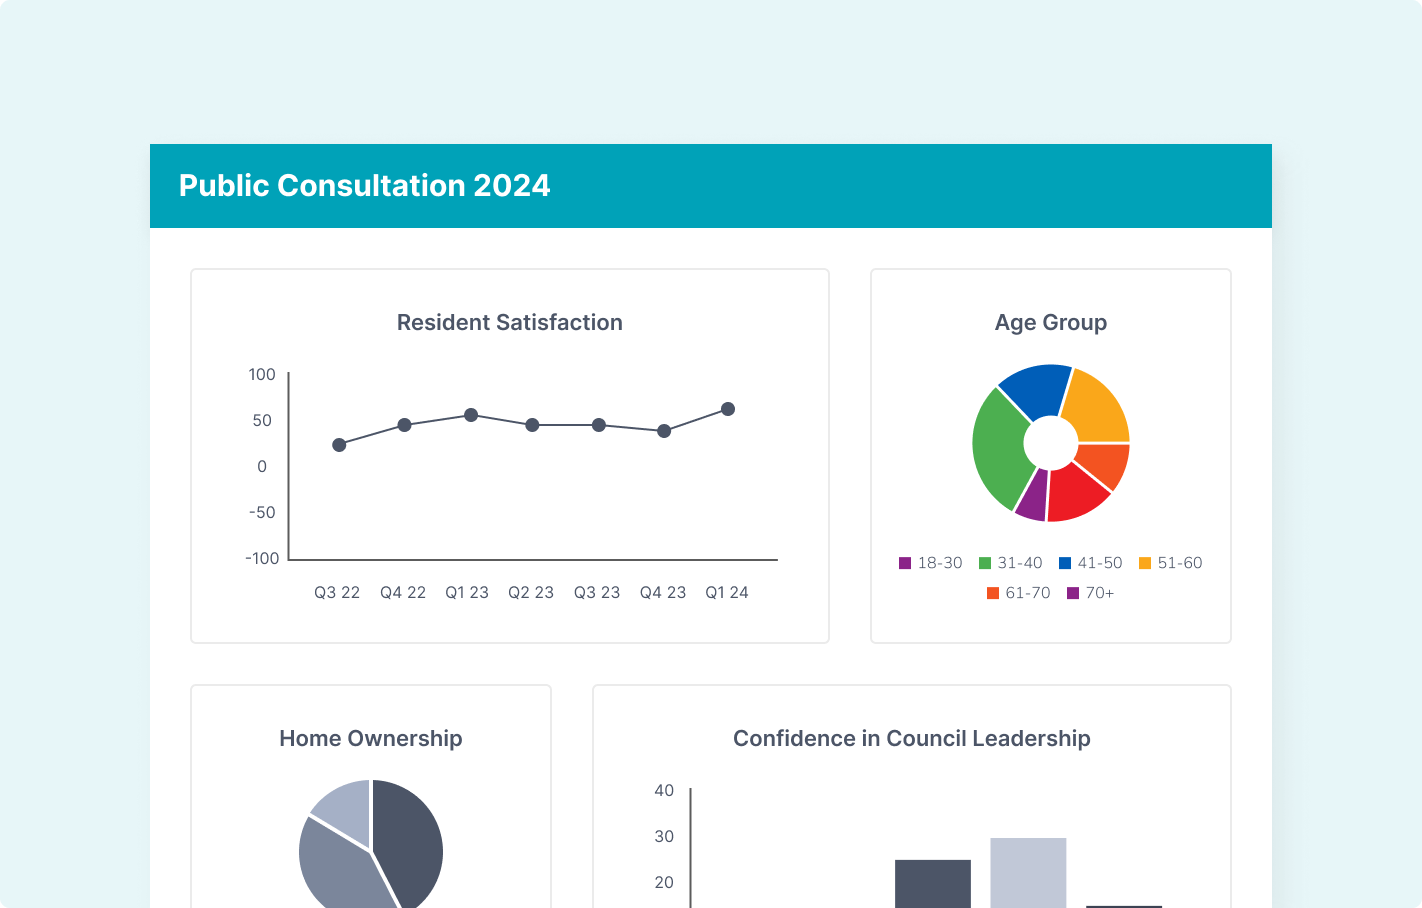 Public Consultation 2024
Resident Satisfaction
100
50
0
-50
-100
Q3 22 Q4 22 Q1 23 Q2 23 Q3 23 Q4 23 Q1 24
Age Group
18-30 31-40 41-50 51-60
61-70 70+
Home Ownership
Confidence in Council Leadership
40
30
20